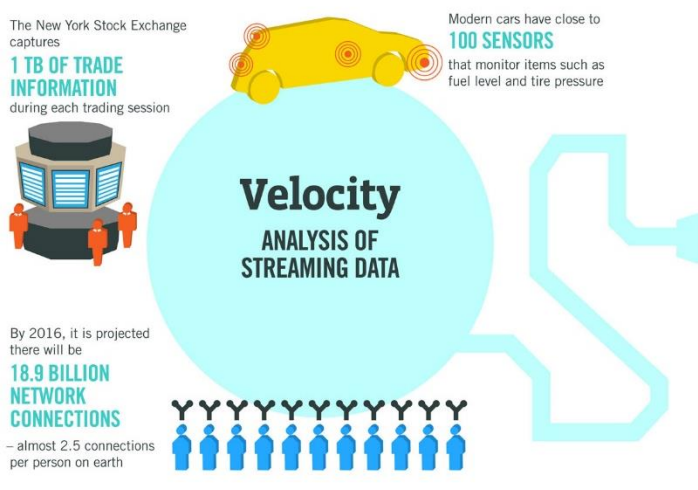 The New York Stock Exchange
captures
1 TB OF TRADE
INFORMATION
during each trading session
Modern cars have close to
100 SENSORS
that monitor items such as
fuel level and tire pressure
Velocity
ANALYSIS OF
STREAMING DATA
By 2016, it is projected
there will be
18.9 BILLION
NETWORK
CONNECTIONS
– almost 2.5 connections
per person on earth